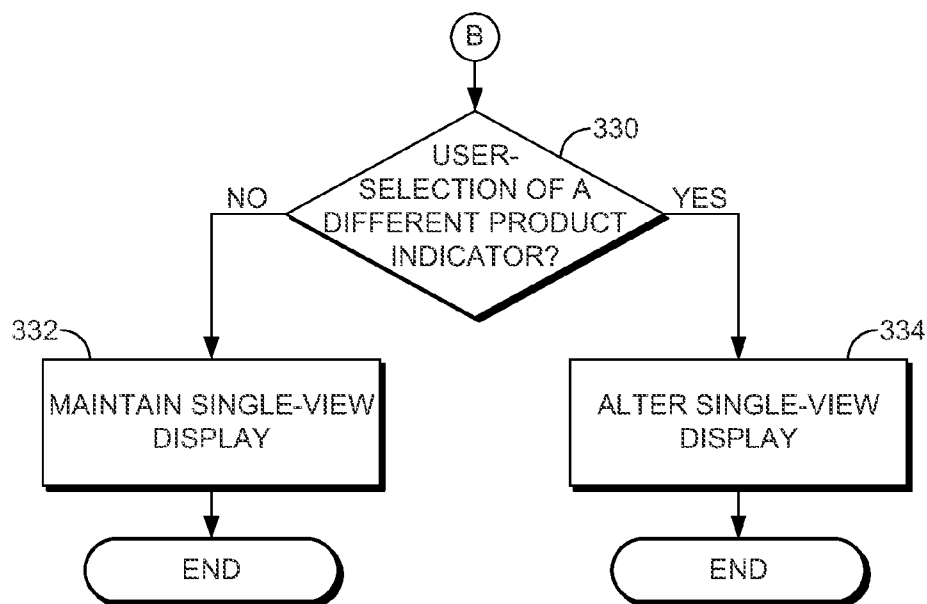 B
330
USER-
SELECTION OF A
DIFFERENT PRODUCT
INDICATOR?
NO
YES
332
334
MAINTAIN SINGLE-VIEW
DISPLAY
ALTER SINGLE-VIEW
DISPLAY
END
END